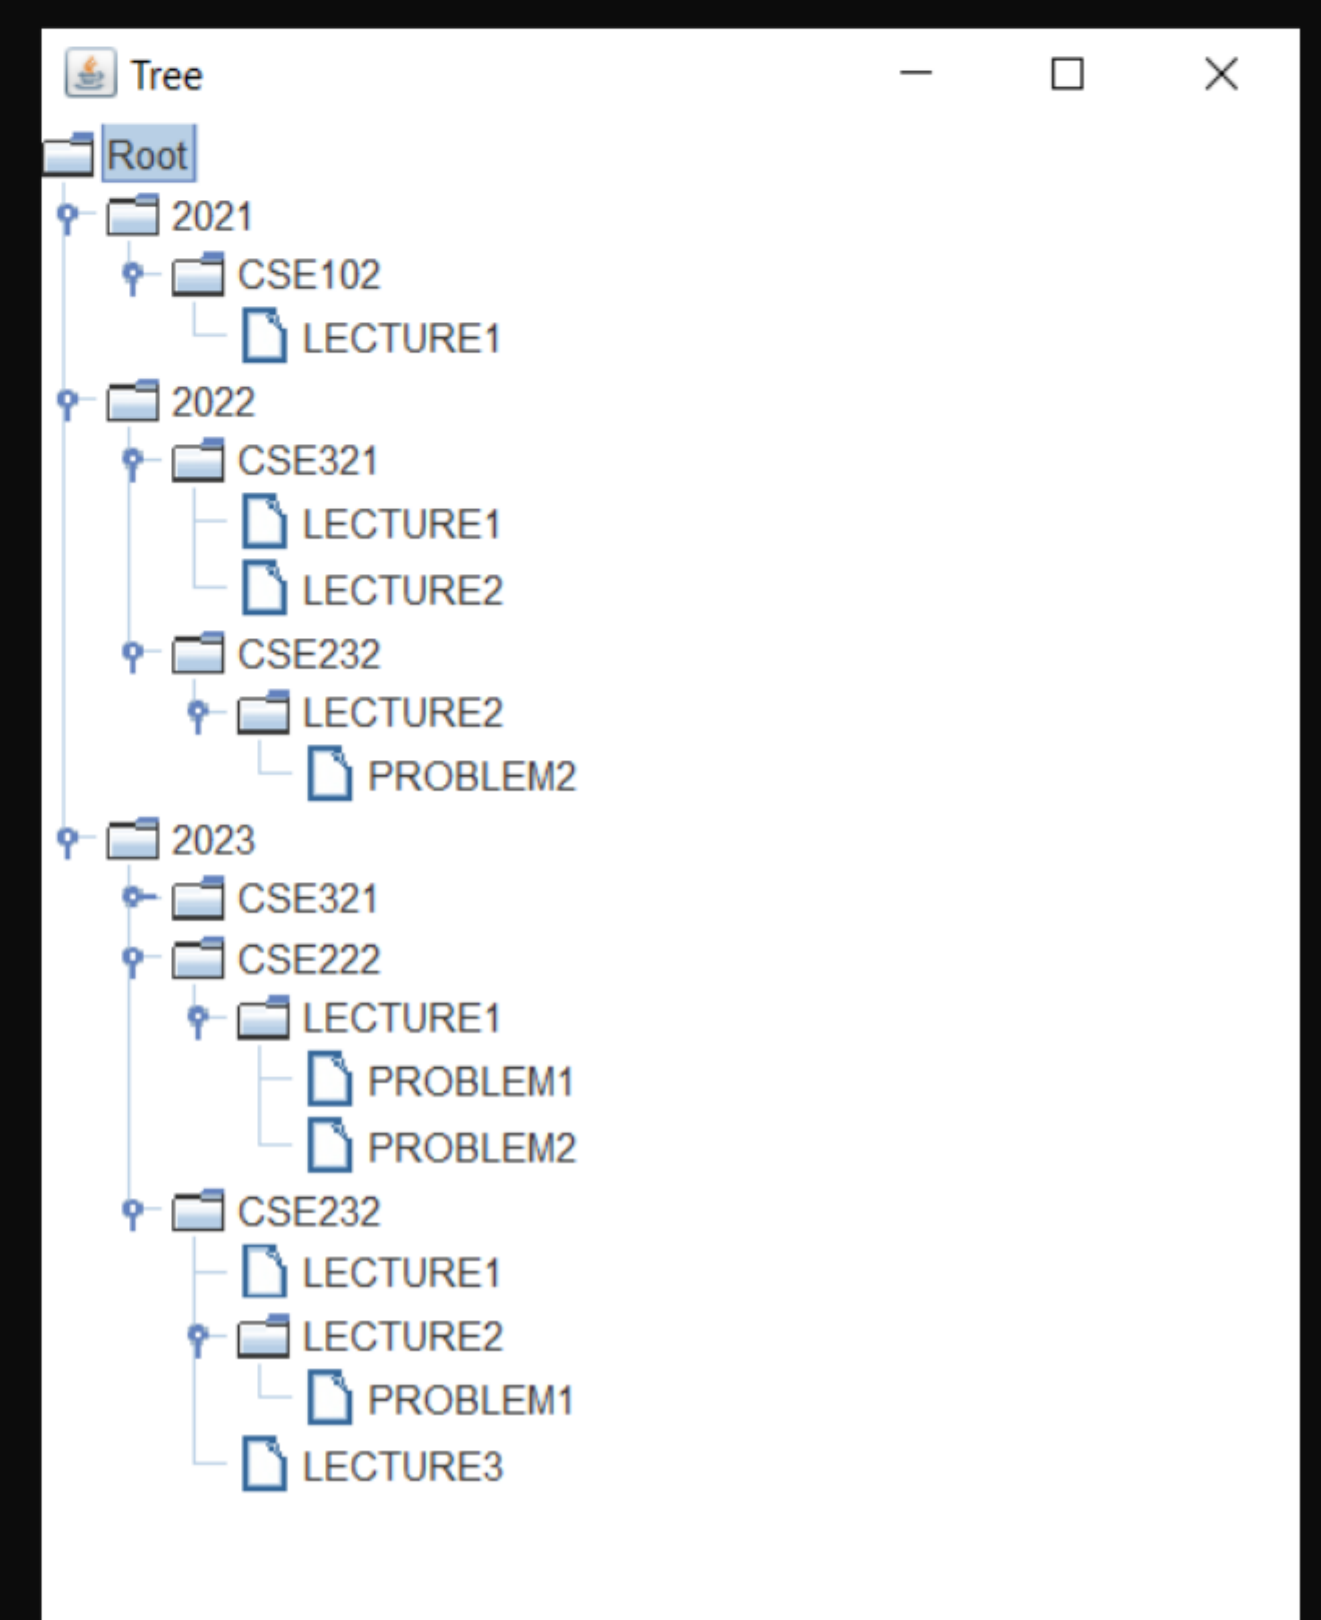 Tree
Root
2021
CSE102
LECTURE1
2022
CSE321
LECTURE1
LECTURE2
CSE232
LECTURE2
PROBLEM2
2023
CSE321
CSE222
LECTURE1
PROBLEM1
PROBLEM2
CSE232
LECTURE1
LECTURE2
PROBLEM1
LECTURE3